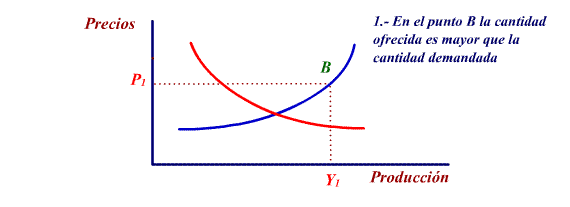 Precios
1.- En el punto B la cantidad
ofrecida es mayor que la
cantidad demandada
B
P1
Y1
Producción